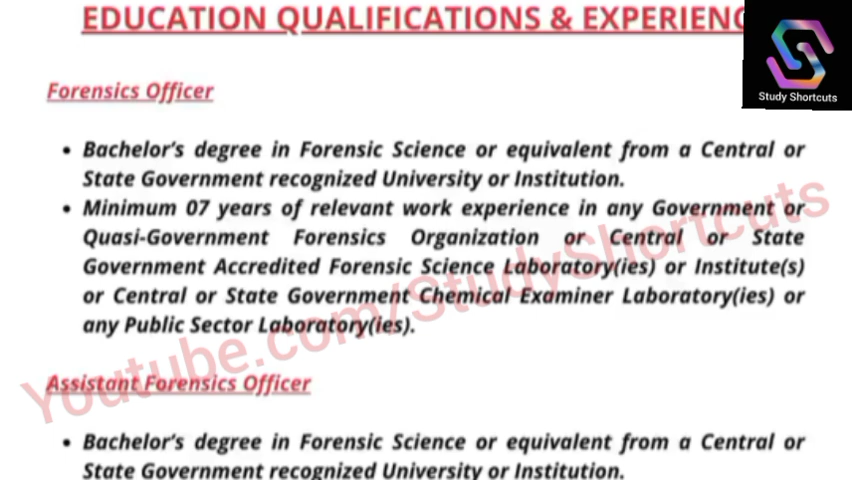 EDUCATION QUALIFICATIONS & EXPERIENC
Study Shortcuts
Forensics Officer
• Bachelor's degree in Forensic Science or equivalent from a Central or
State Government recognized University or Institution.
• Minimum 07 years of relevant work experience in any Government or
Quasi-Government Forensics Organization or Central or State
Government Accredited Forensic Science Laboratory(ies) or Institute(s)
or Central or State Government Chemical Examiner Laboratory(ies) or
any Public Sector Laboratory(ies).
Youtube.com/StudyShortcuts
Assistant Forensics Officer
• Bachelor's degree in Forensic Science or equivalent from a Central or
State Government recognized University or Institution.